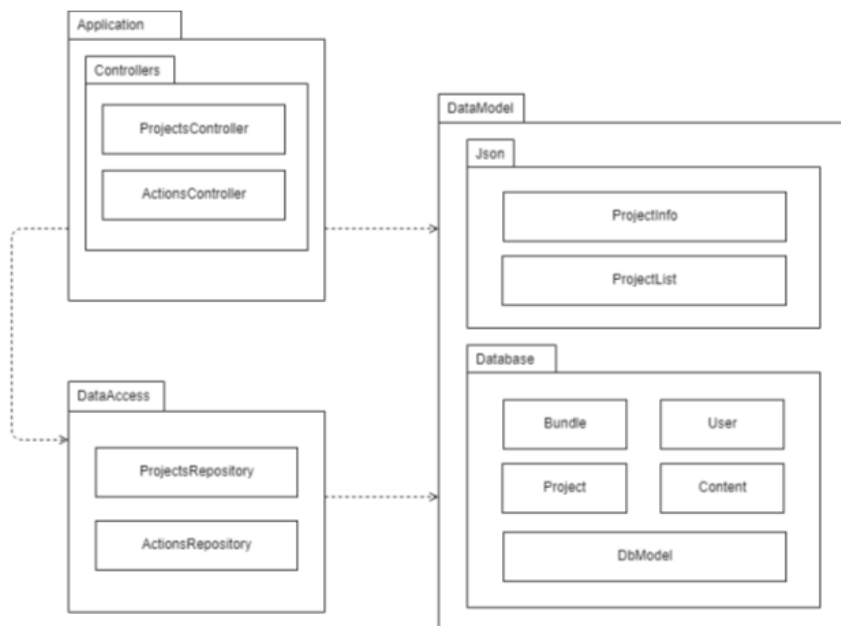 Application
Controllers
ProjectsController
ActionsController
DataModel
Json
ProjectInfo
ProjectList
Database
Bundle
User
Project
Content
DbModel
DataAccess
ProjectsRepository
ActionsRepository